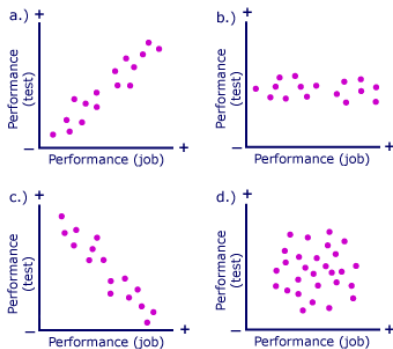 a.)
+
Performance
(test)
−
Performance (job)
+
b.)
+
Performance
(test)
−
Performance (job)
+
c.)
+
Performance
(test)
−
Performance (job)
+
d.)
+
Performance
(test)
−
Performance (job)
+